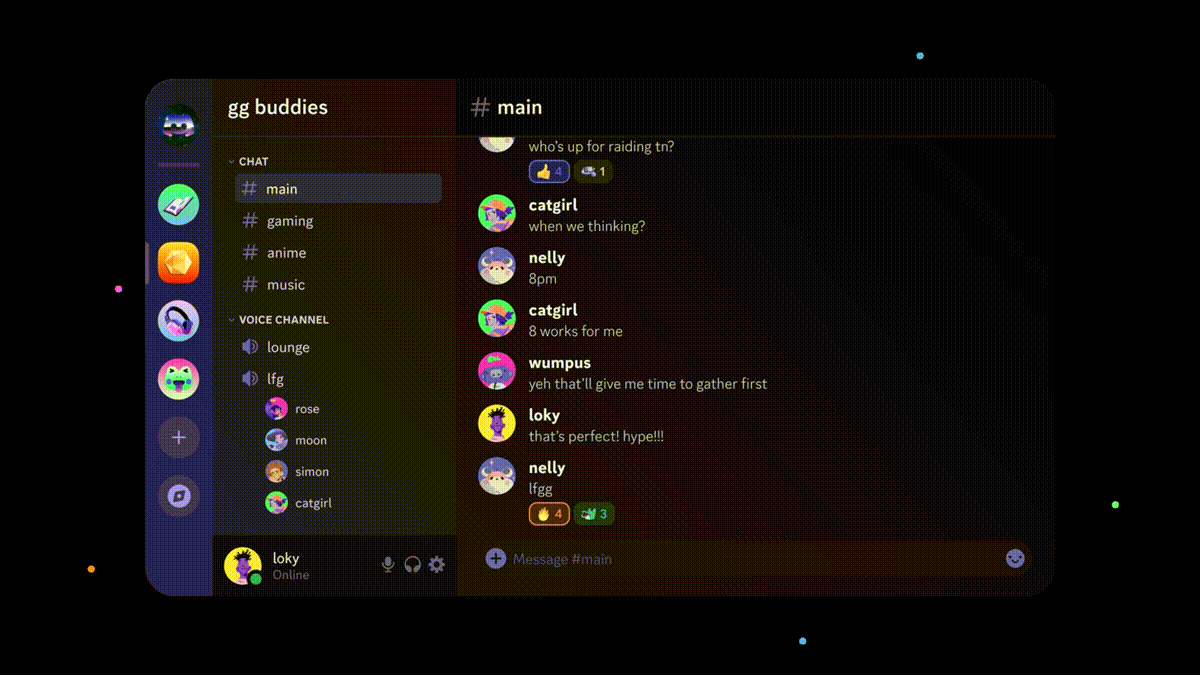 gg buddies
CHAT
# main
# gaming
# anime
# music
VOICE CHANNEL
lounge
lfg
rose
moon
simon
catgirl
loky
Online
# main
who's up for raiding tn?
4 1
catgirl
when we thinking?
nelly
8pm
catgirl
8 works for me
wumpus
yeh that'll give me time to gather first
loky
that's perfect! hype!!!
nelly
lfgg
4 3
Message #main